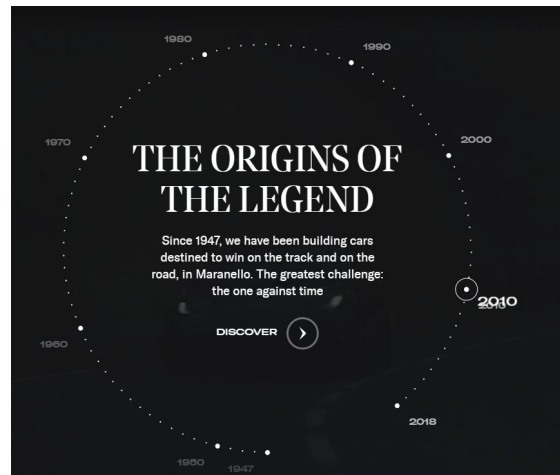 1980
1990
1970
2000
THE ORIGINS OF
THE LEGEND
Since 1947, we have been building cars
destined to win on the track and on the
road, in Maranello. The greatest challenge:
the one against time
2010
2010
DISCOVER
1960
2018
1950
1947